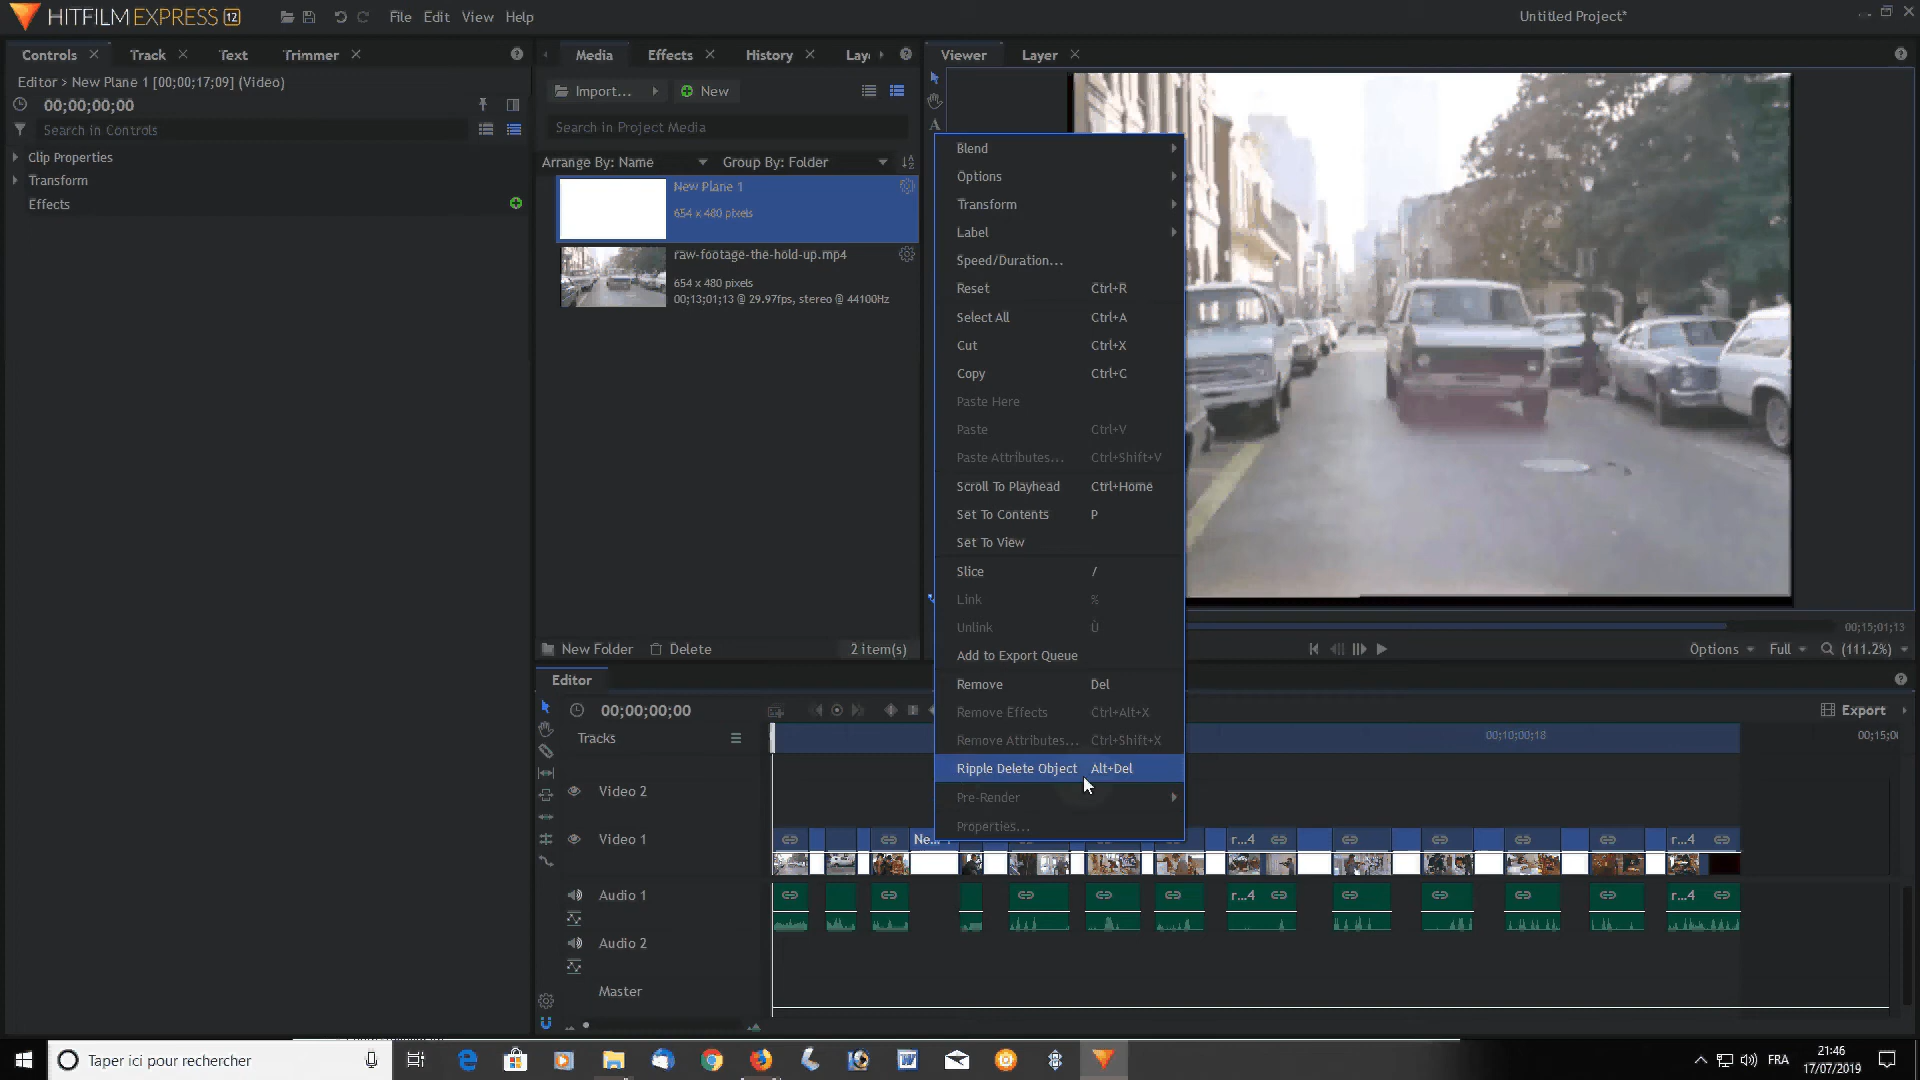 HITFILM EXPRESS 12
File Edit View Help
Untitled Project*
Controls Track Text Trimmer
Media Effects History
Viewer Layer
Editor > New Plane 1 [00;00;17;09] (Video)
00;00;00;00
Search in Controls
Clip Properties
Transform
Effects
Import... New
Search in Project Media
Arrange By: Name Group By: Folder
New Plane 1
654 x 480 pixels
raw-footage-the-hold-up.mp4
654 x 480 pixels
00;13;01;13 @ 29.97fps, stereo @ 44100Hz
New Folder Delete 2 item(s)
A
Blend
Options
Transform
Label
Speed/Duration...
Reset Ctrl+R
Select All Ctrl+A
Cut Ctrl+X
Copy Ctrl+C
Paste Here
Paste Ctrl+V
Paste Attributes... Ctrl+Shift+V
Scroll To Playhead Ctrl+Home
Set To Contents P
Set To View
Slice /
Link %
Unlink Ù
Add to Export Queue
Remove Del
Remove Effects Ctrl+Alt+X
Remove Attributes... Ctrl+Shift+X
Ripple Delete Object Alt+Del
Pre-Render
Properties...
00;15;01;13
Options Full (111.2%)
Editor
00;00;00;00
Export
Tracks
00;10;00;18
Video 2
Video 1
Ne...
r...4
r...4
Audio 1
r...4
r...4
Audio 2
Master
Taper ici pour rechercher
FRA
21:46
17/07/2019